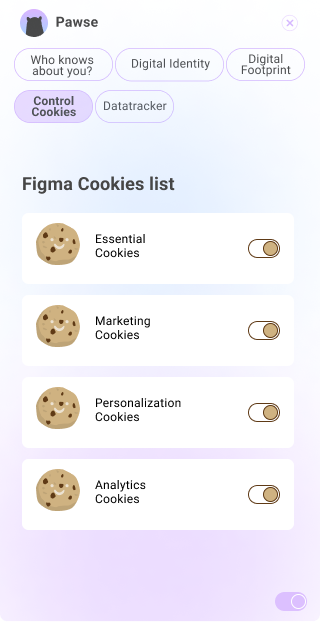 Pawse
Who knows
about you?
Digital Identity
Digital
Footprint
Control
Cookies
Datatracker
Figma Cookies list
Essential
Cookies
Marketing
Cookies
Personalization
Cookies
Analytics
Cookies